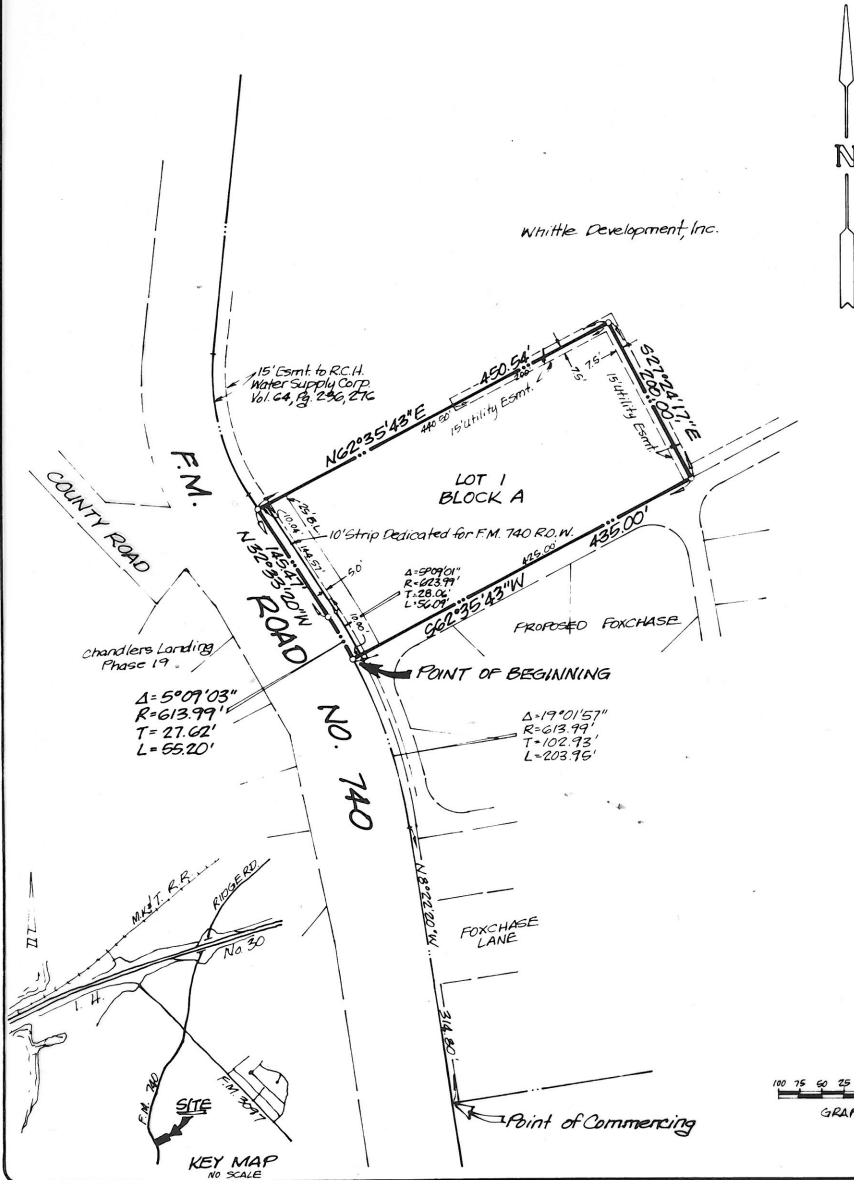 N
Whittle Development, Inc.
15' Esmt. to R.C.H.
Water Supply Corp.
Vol. 64, Pg. 236, 276
N62°35'43"E
450.54'
440.50'
200'
15' Utility Esmt.
7.5'
7.5'
S27°24'17"E
200.00'
15' Utility Esmt.
LOT 1
BLOCK A
F.M.
COUNTY ROAD
25' B.L.
10.04'
10' Strip Dedicated for F.M. 740 R.O.W.
144.57'
145.47'
N32°33'20"W
50'
10.00'
Δ=5°09'01"
R=623.99'
T=28.06'
L=56.09'
425.00'
435.00'
S62°35'43"W
ROAD
PROPOSED FOXCHASE
Chandlers Landing
Phase 19
POINT OF BEGINNING
Δ=5°09'03"
R=613.99'
T=27.62'
L=55.20'
NO. 740
Δ=19°01'57"
R=613.99'
T=102.93'
L=203.95'
N8°22'20"W
314.80'
FOXCHASE
LANE
M.K.&T. R.R.
RIDGE RD.
I. H. No. 30
F.M. 740
F.M. 3097
SITE
KEY MAP
NO SCALE
Point of Commencing
100 75 50 25
GRAP